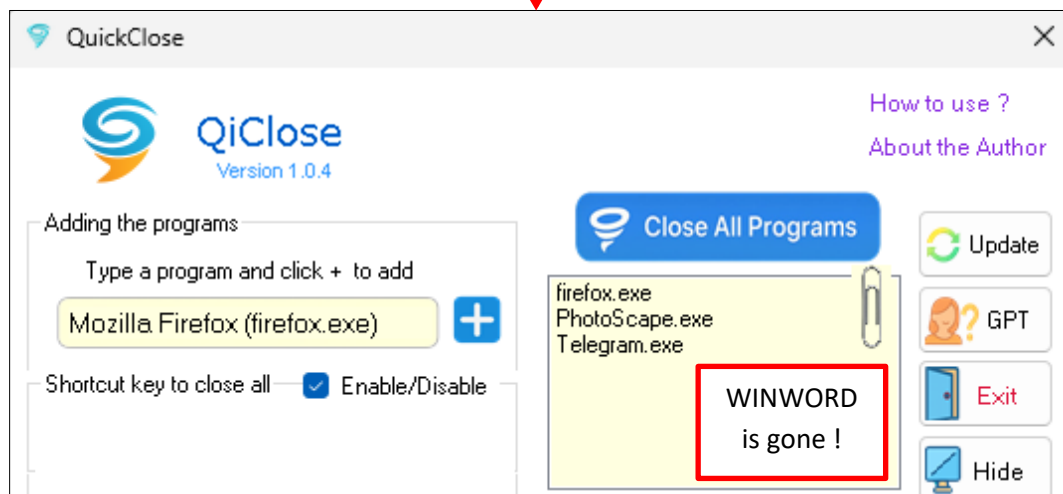 QuickClose
How to use ?
QiClose
About the Author
Version 1.0.4
Adding the programs
Close All Programs
Update
Type a program and click + to add
Mozilla Firefox (firefox.exe)
firefox.exe
PhotoScape.exe
Telegram.exe
GPT
Shortcut key to close all
Enable/Disable
WINWORD
is gone !
Exit
Hide